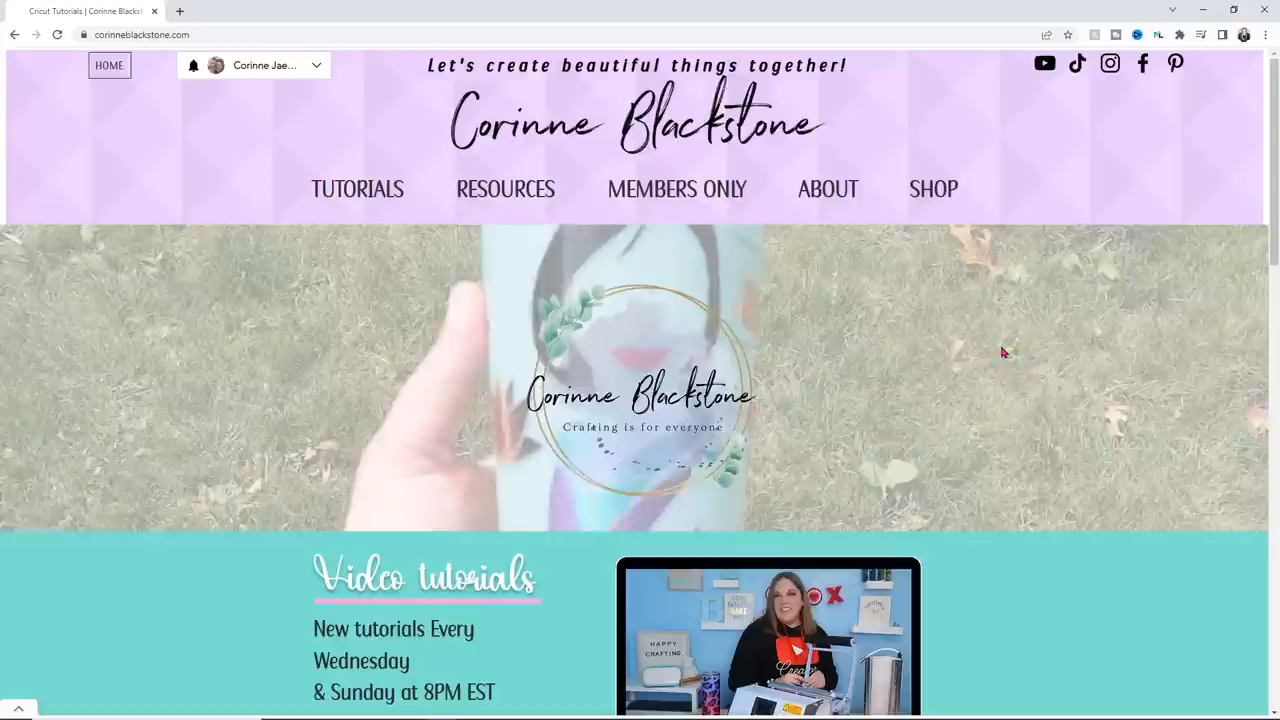 Cricut Tutorials | Corinne Blacks
corinneblackstone.com
HOME
Corinne Jae...
Let's create beautiful things together!
Corinne Blackstone
TUTORIALS RESOURCES MEMBERS ONLY ABOUT SHOP
Corinne Blackstone
Crafting is for everyone
Video tutorials
New tutorials Every
Wednesday
& Sunday at 8PM EST
HAPPY
CRAFTING